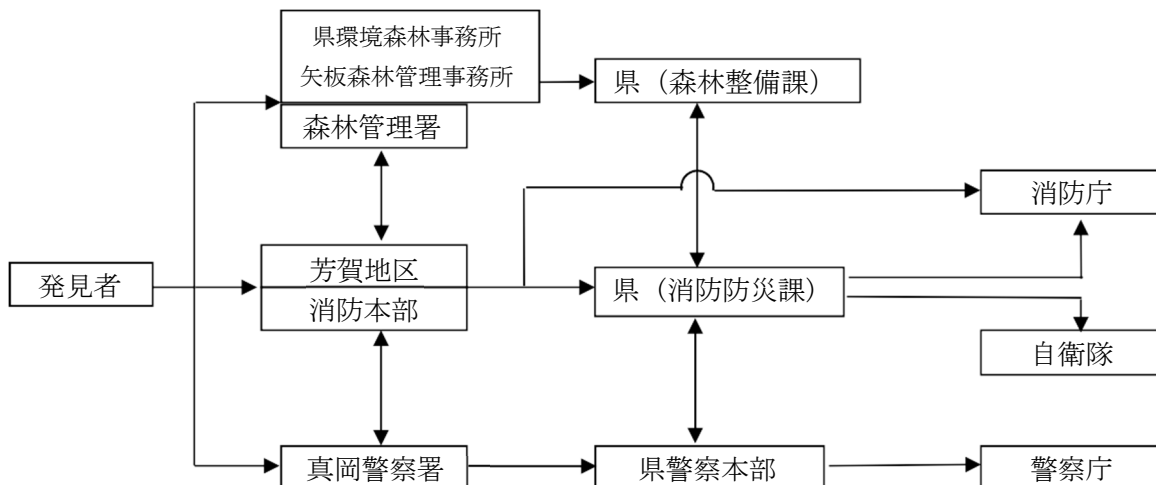 県環境森林事務所
矢板森林管理事務所
県（森林整備課）
森林管理署
消防庁
芳賀地区
消防本部
発見者
県（消防防災課）
自衛隊
真岡警察署
県警察本部
警察庁